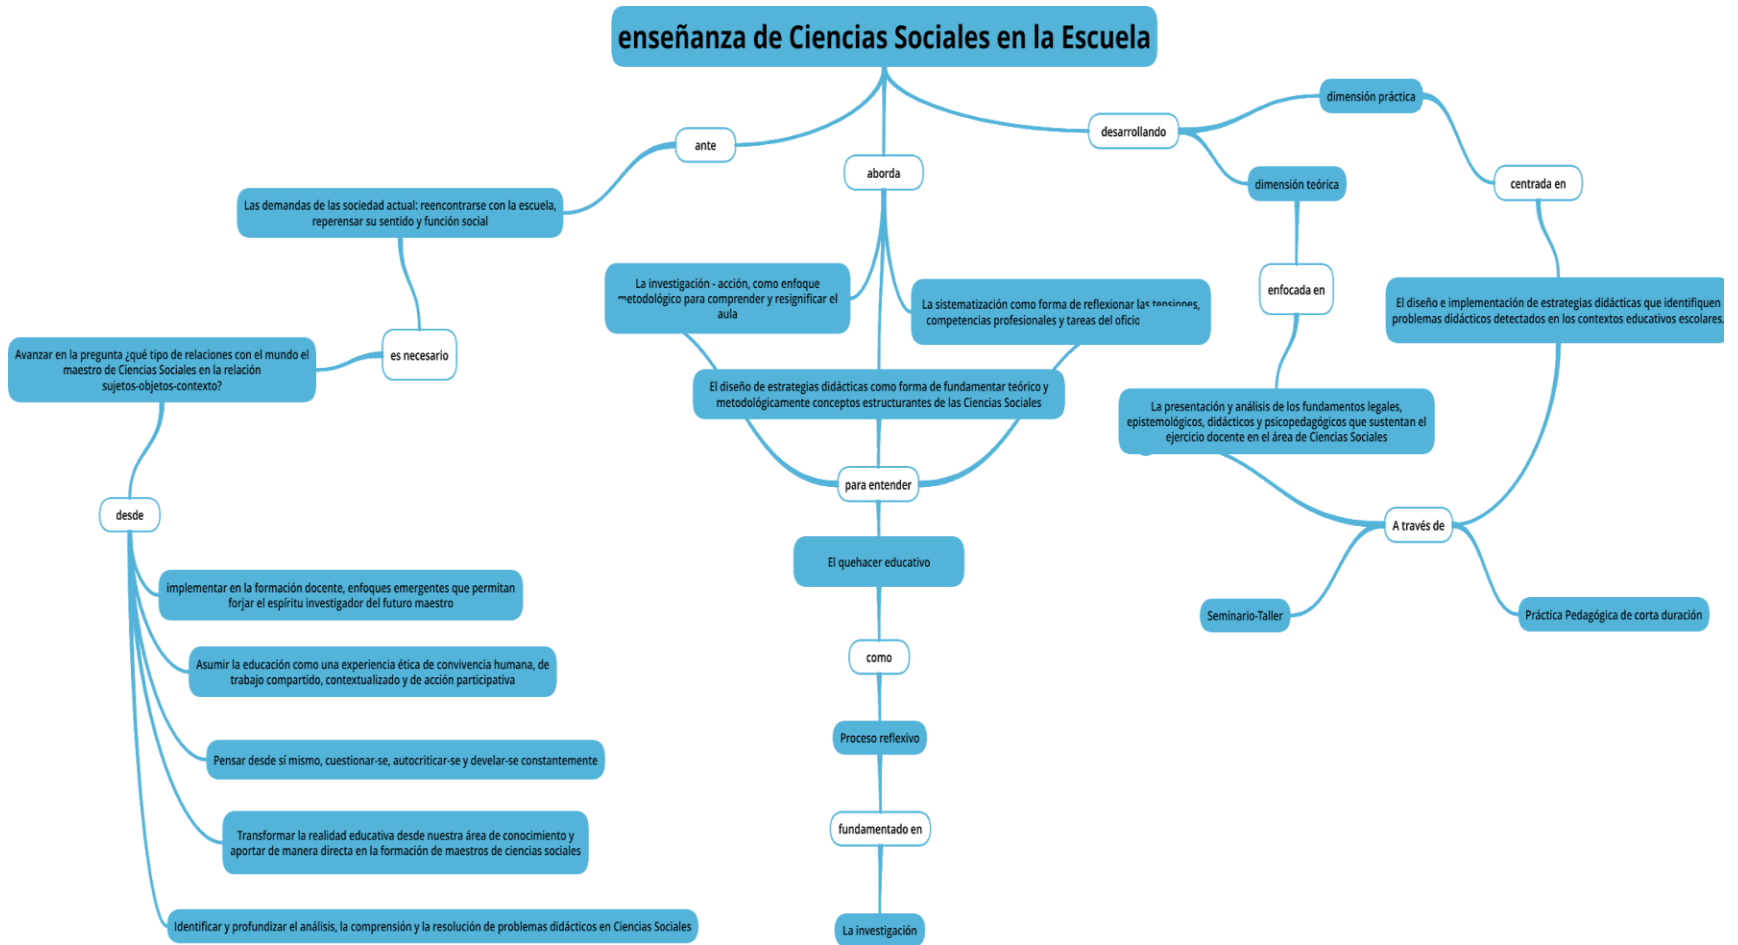 enseñanza de Ciencias Sociales en la Escuela
ante
Las demandas de las sociedad actual: reencontrarse con la escuela,
reperensar su sentido y función social
es necesario
Avanzar en la pregunta ¿qué tipo de relaciones con el mundo el
maestro de Ciencias Sociales en la relación
sujetos-objetos-contexto?
desde
implementar en la formación docente, enfoques emergentes que permitan
forjar el espíritu investigador del futuro maestro
Asumir la educación como una experiencia ética de convivencia humana, de
trabajo compartido, contextualizado y de acción participativa
Pensar desde sí mismo, cuestionar-se, autocriticar-se y develar-se constantemente
Transformar la realidad educativa desde nuestra área de conocimiento y
aportar de manera directa en la formación de maestros de ciencias sociales
Identificar y profundizar el análisis, la comprensión y la resolución de problemas didácticos en Ciencias Sociales
aborda
La investigación - acción, como enfoque
metodológico para comprender y resignificar el
aula
La sistematización como forma de reflexionar las tensiones,
competencias profesionales y tareas del oficio
El diseño de estrategias didácticas como forma de fundamentar teórico y
metodológicamente conceptos estructurantes de las Ciencias Sociales
para entender
El quehacer educativo
como
Proceso reflexivo
fundamentado en
La investigación
desarrollando
dimensión práctica
centrada en
El diseño e implementación de estrategias didácticas que identifiquen
problemas didácticos detectados en los contextos educativos escolares.
dimensión teórica
enfocada en
La presentación y análisis de los fundamentos legales,
epistemológicos, didácticos y psicopedagógicos que sustentan el
ejercicio docente en el área de Ciencias Sociales
A través de
Seminario-Taller
Práctica Pedagógica de corta duración